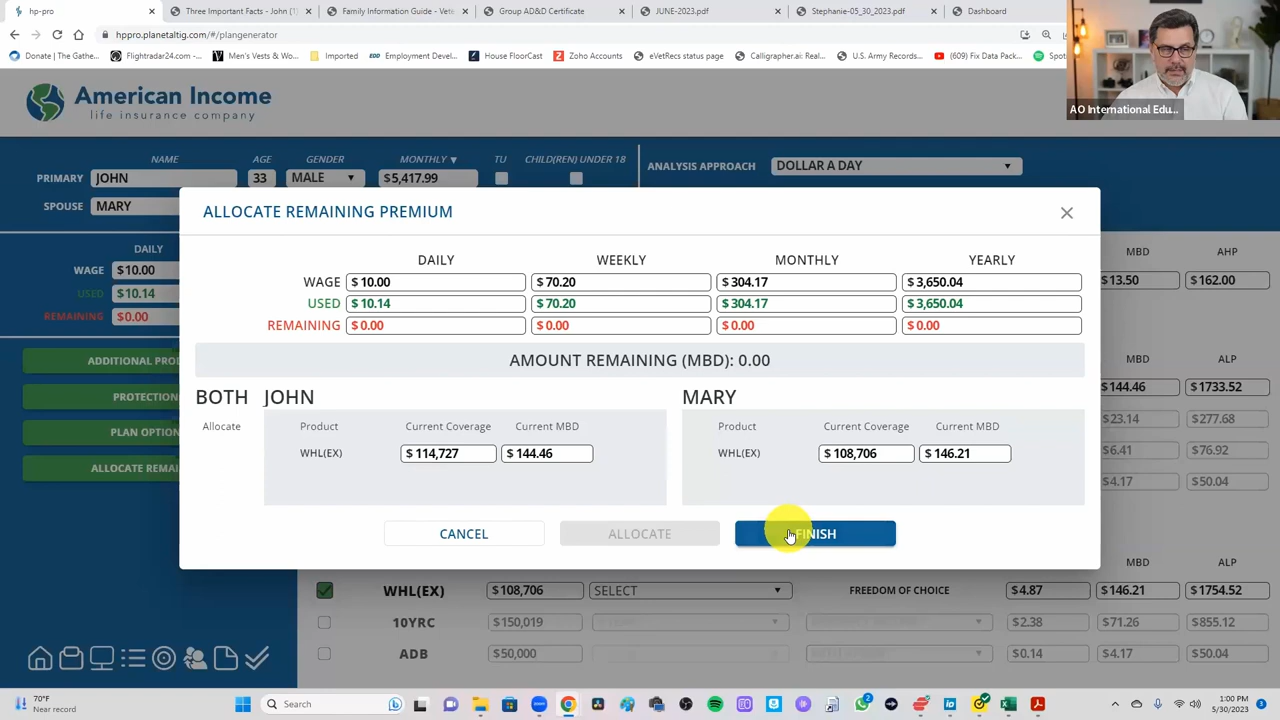 hp-pro
Three Important Facts - John (1)
Family Information Guide - Vete
Group AD&D Certificate
JUNE-2023.pdf
Stephanie-05_30_2023.pdf
Dashboard
hppro.planetaltig.com/#/plangenerator
Donate | The Gathe...
Flightradar24.com -...
Men's Vests & Wo...
Imported
EDD
Employment Devel...
House FloorCast
Zoho Accounts
eVetRecs status page
Calligrapher.ai: Real...
U.S. Army Records...
(609) Fix Data Pack...
Spot
American Income
life insurance company
AO International Edu...
NAME
AGE
GENDER
MONTHLY ▼
TU
CHILD(REN) UNDER 18
ANALYSIS APPROACH
DOLLAR A DAY
PRIMARY
JOHN
33
MALE
$5,417.99
SPOUSE
MARY
ALLOCATE REMAINING PREMIUM
DAILY
WEEKLY
MONTHLY
YEARLY
WAGE $ 10.00 $ 70.20 $ 304.17 $ 3,650.04
USED $ 10.14 $ 70.20 $ 304.17 $ 3,650.04
REMAINING $ 0.00 $ 0.00 $ 0.00 $ 0.00
AMOUNT REMAINING (MBD): 0.00
BOTH
JOHN
MARY
Allocate
Product
Current Coverage
Current MBD
WHL(EX)
$ 114,727
$ 144.46
Product
Current Coverage
Current MBD
WHL(EX)
$ 108,706
$ 146.21
CANCEL
ALLOCATE
FINISH
DAILY
WAGE
$10.00
USED
$10.14
REMAINING
$0.00
ADDITIONAL PRO
PROTECTION
PLAN OPTION
ALLOCATE REMAI
MBD
AHP
$13.50
$162.00
MBD
ALP
$144.46
$1733.52
$23.14
$277.68
$6.41
$76.92
$4.17
$50.04
MBD
ALP
WHL(EX)
$108,706
SELECT
FREEDOM OF CHOICE
$4.87
$146.21
$1754.52
10YRC
$150,019
$2.38
$71.26
$855.12
ADB
$50,000
$0.14
$4.17
$50.04
70°F
Near record
Search
2
1:00 PM
5/30/2023
3